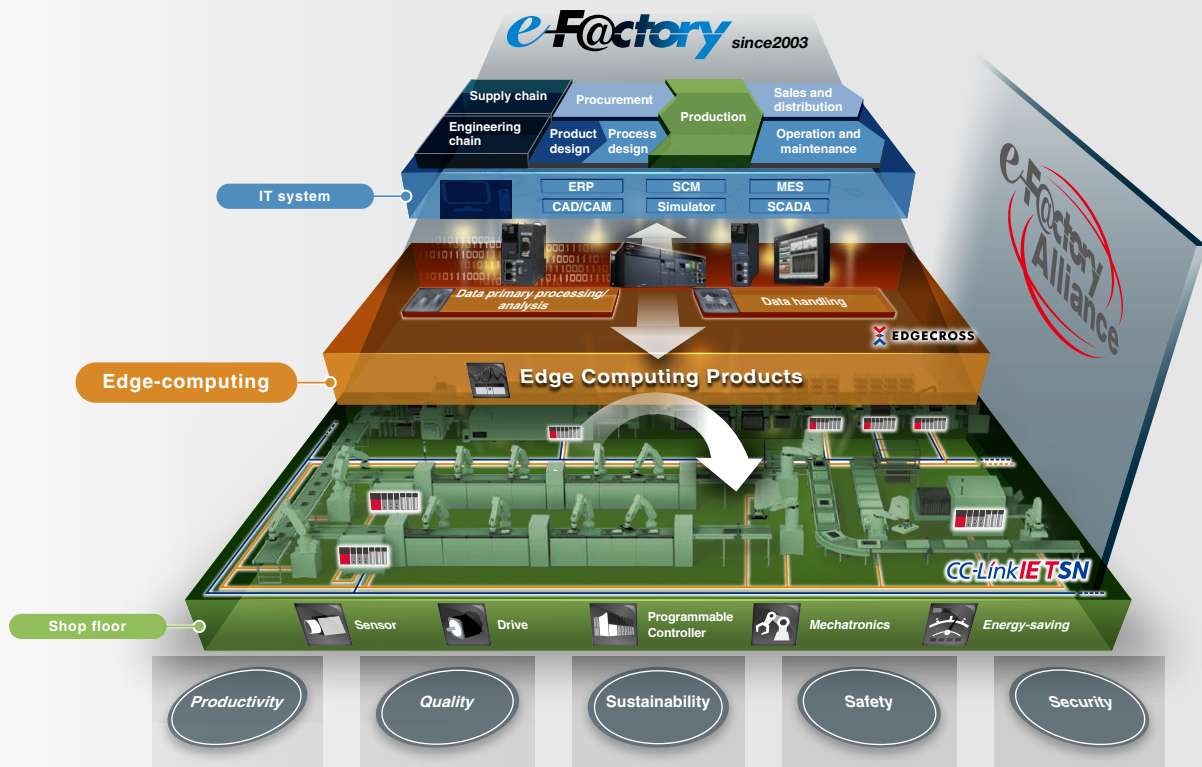 e-F@ctory since2003
Supply chain
Procurement
Production
Sales and
distribution
Engineering
chain
Product
design
Process
design
Operation and
maintenance
IT system
ERP
SCM
MES
CAD/CAM
Simulator
SCADA
e-F@ctory
Alliance
Data primary processing/
analysis
Data handling
EDGECROSS
Edge-computing
Edge Computing Products
CC-Link IE TSN
Shop floor
Sensor
Drive
Programmable
Controller
Mechatronics
Energy-saving
Productivity
Quality
Sustainability
Safety
Security